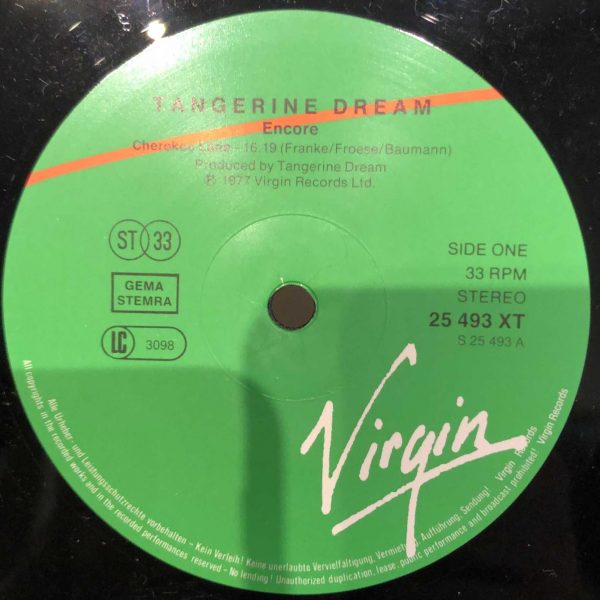 TANGERINE DREAM
Encore
Cherokee Lane - 16.19 (Franke/Froese/Baumann)
Produced by Tangerine Dream
℗ 1977 Virgin Records Ltd.
ST 33
GEMA
STEMRA
LC 3098
SIDE ONE
33 RPM
STEREO
25 493 XT
S 25 493 A
Virgin
Alle Urheber- und Leistungsschutzrechte vorbehalten - Kein Verleih! Keine unerlaubte Vervielfältigung, Vermietung, Aufführung, Sendung! Virgin Records
All copyrights in the recorded works and in the recorded performances reserved - No lending! Unauthorized duplication, lease, public performance and broadcast prohibited! Virgin Records